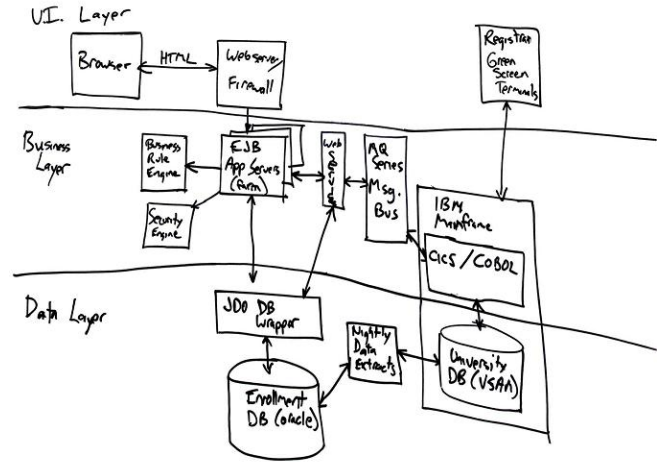 UI. Layer
Browser
HTML
Webserver/
Firewall
Registrar
Green
Screen
Terminals
Business
Layer
Business
Rule
Engine
EJB
App Servers
(farm)
Web
Services
MQ
Series
Msg.
Bus
IBM
Mainframe
Security
Engine
CICS / COBOL
Data Layer
JDO DB
Wrapper
Nightly
Data
Extracts
University
DB (VSAM)
Enrollment
DB (oracle)